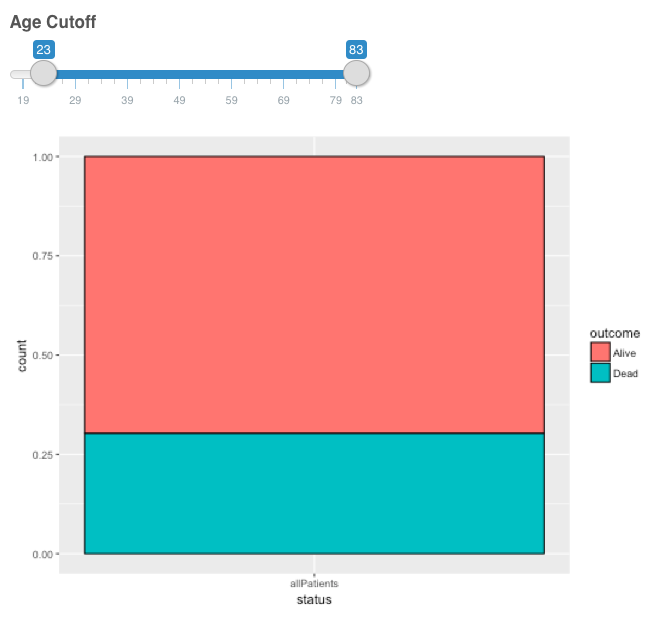 Age Cutoff
23 83
19 29 39 49 59 69 79 83
1.00
0.75
0.50
0.25
0.00
count
allPatients
status
outcome
Alive
Dead